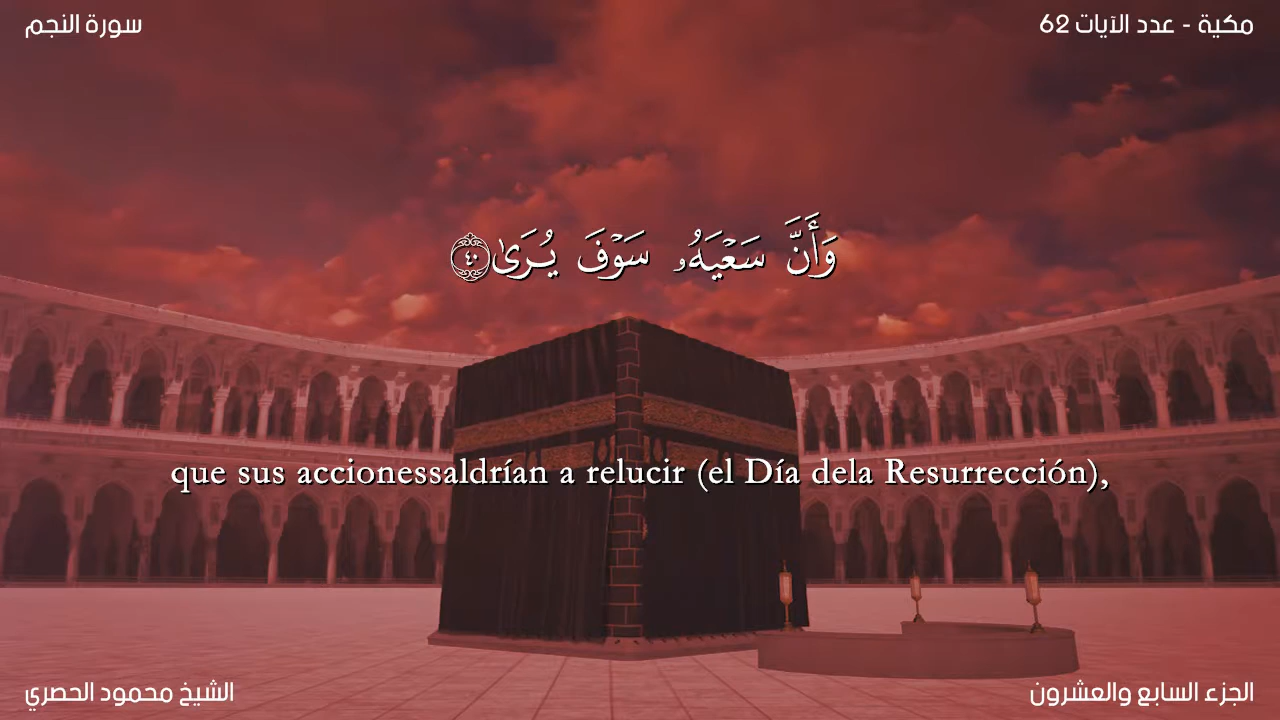 مكية - عدد الآيات 62
سورة النجم
وَأَنَّ سَعْيَهُۥ سَوْفَ يُرَىٰ ٤٠
que sus accionessaldrían a relucir (el Día dela Resurrección),
الجزء السابع والعشرون
الشيخ محمود الحصري